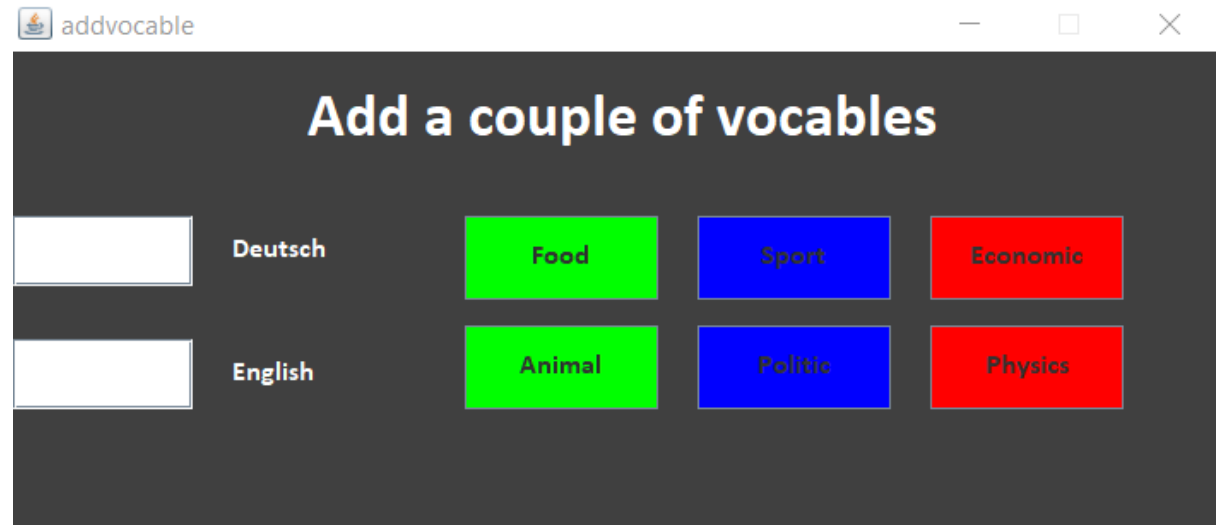 addvocable
Add a couple of vocables
Deutsch
Food
Sport
Economic
English
Animal
Politic
Physics